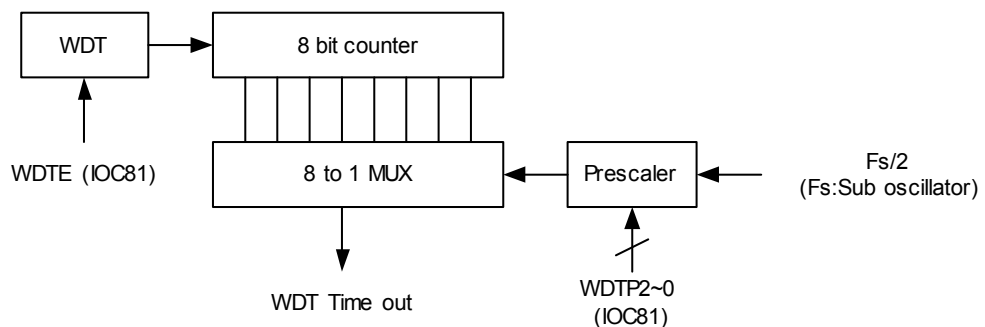 WDT
8 bit counter
WDTE (IOC81)
8 to 1 MUX
Prescaler
Fs/2
(Fs:Sub oscillator)
WDT Time out
WDTP2~0
(IOC81)